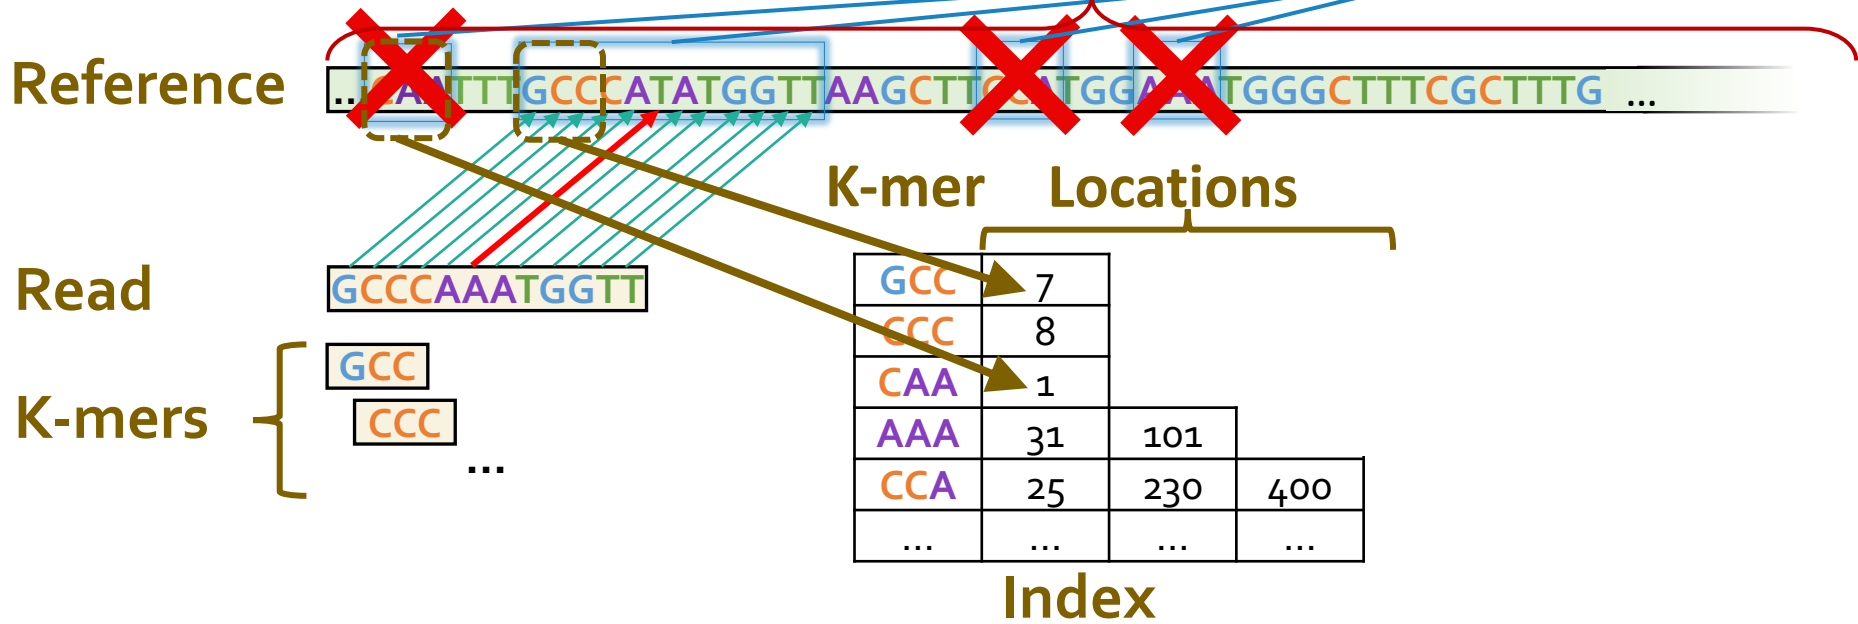 Reference ..CAATTTGCCCATATGGTTAAGCTTCCATGGAAATGGGCTTTCGCTTTG ...
K-mer Locations
Read GCCCAAATGGTT
K-mers
GCC
CCC
...
GCC 7
CCC 8
CAA 1
AAA 31 101
CCA 25 230 400
... ... ... ...
Index